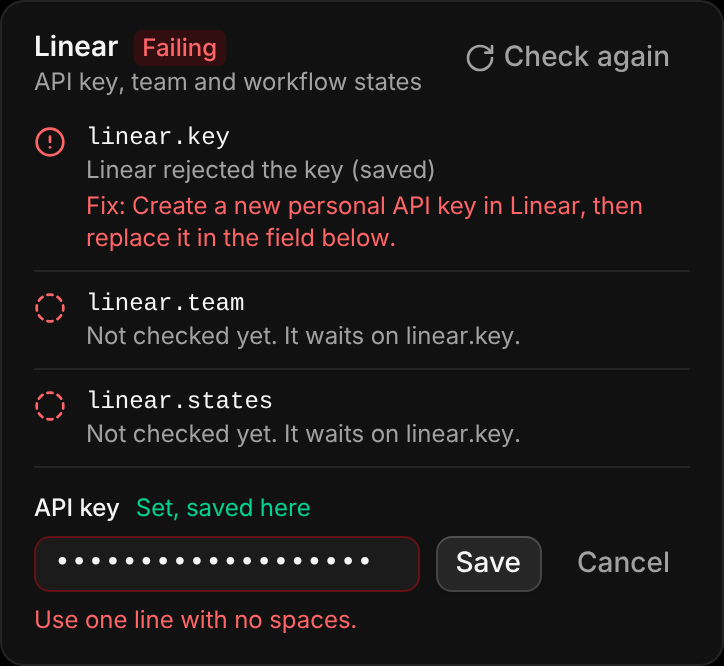 Linear Failing
Check again
API key, team and workflow states
linear.key
Linear rejected the key (saved)
Fix: Create a new personal API key in Linear, then
replace it in the field below.
linear.team
Not checked yet. It waits on linear.key.
linear.states
Not checked yet. It waits on linear.key.
API key Set, saved here
••••••••••••••••••• Save Cancel
Use one line with no spaces.